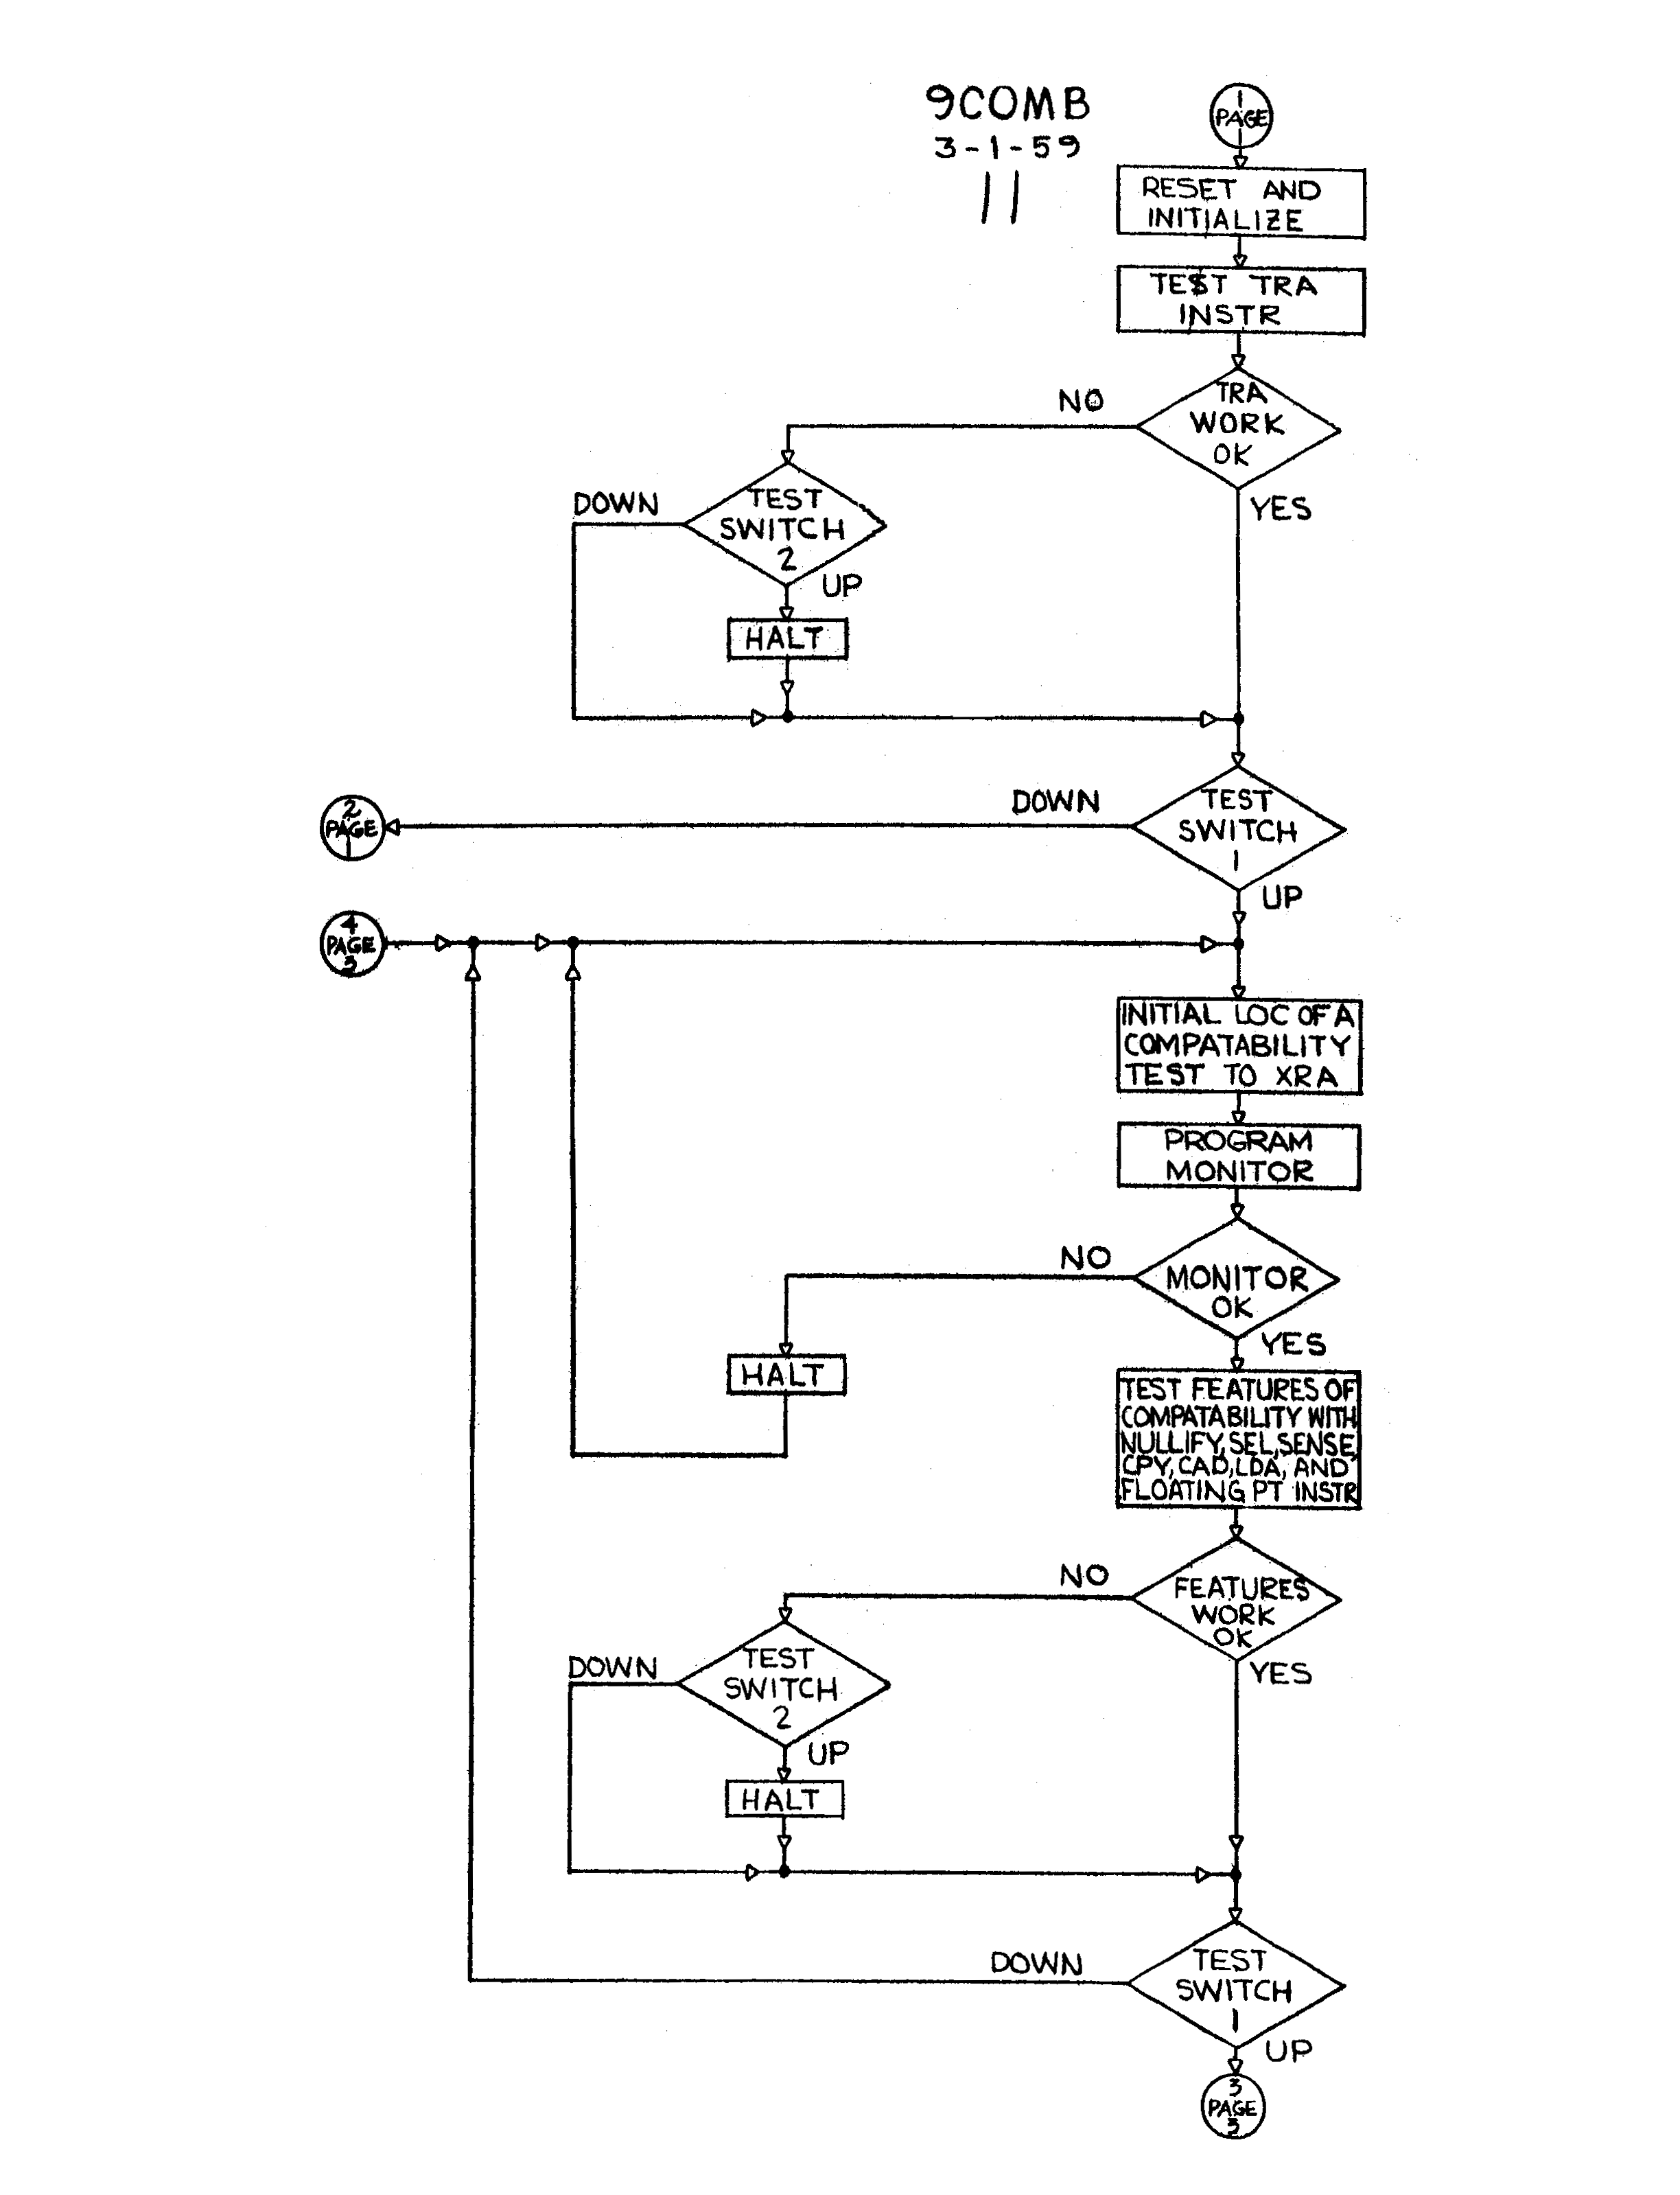 9COMB
3-1-59
11
1
PAGE
1
RESET AND
INITIALIZE
TEST TRA
INSTR
TRA
WORK
OK
NO
YES
TEST
SWITCH
2
DOWN
UP
HALT
TEST
SWITCH
1
DOWN
UP
2
PAGE
1
4
PAGE
3
INITIAL LOC OF A
COMPATABILITY
TEST TO XRA
PROGRAM
MONITOR
MONITOR
OK
NO
YES
HALT
TEST FEATURES OF
COMPATABILITY WITH
NULLIFY, SEL, SENSE,
CPY, CAD, LDA, AND
FLOATING PT INSTR
FEATURES
WORK
OK
NO
YES
TEST
SWITCH
2
DOWN
UP
HALT
TEST
SWITCH
1
DOWN
UP
3
PAGE
3